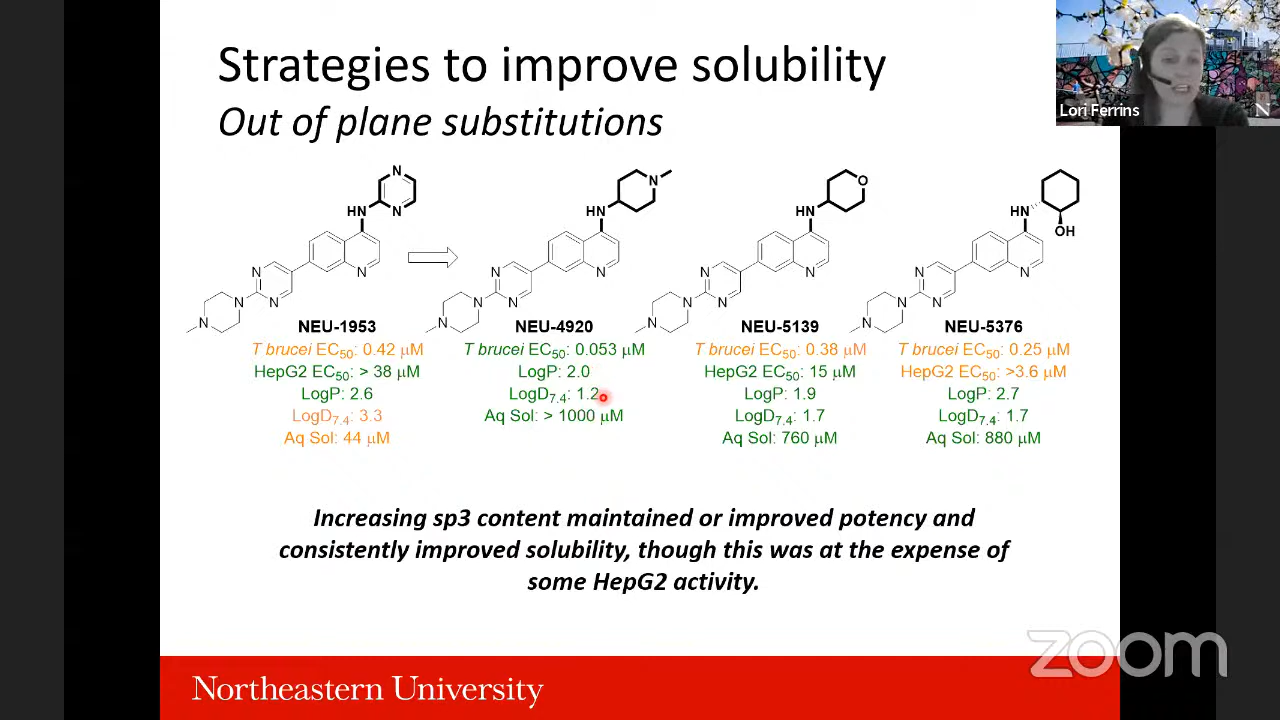 Strategies to improve solubility
Out of plane substitutions
Lori Ferrins
N
N
N
HN
N
N
N
N
N
NEU-1953
T brucei EC50: 0.42 µM
HepG2 EC50: > 38 µM
LogP: 2.6
LogD7.4: 3.3
Aq Sol: 44 µM
N
HN
N
N
N
N
N
NEU-4920
T brucei EC50: 0.053 µM
LogP: 2.0
LogD7.4: 1.2
Aq Sol: > 1000 µM
O
HN
N
N
N
N
N
NEU-5139
T brucei EC50: 0.38 µM
HepG2 EC50: 15 µM
LogP: 1.9
LogD7.4: 1.7
Aq Sol: 760 µM
HN
OH
N
N
N
N
N
NEU-5376
T brucei EC50: 0.25 µM
HepG2 EC50: >3.6 µM
LogP: 2.7
LogD7.4: 1.7
Aq Sol: 880 µM
Increasing sp3 content maintained or improved potency and
consistently improved solubility, though this was at the expense of
some HepG2 activity.
zoom
Northeastern University